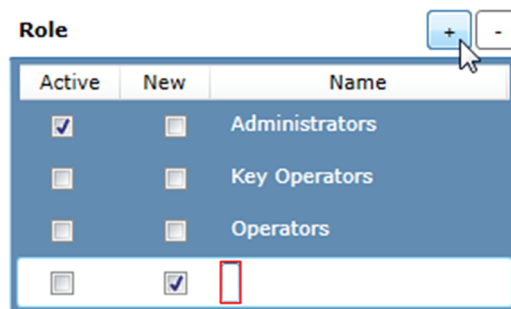 Role + -
Active New Name
Administrators
Key Operators
Operators